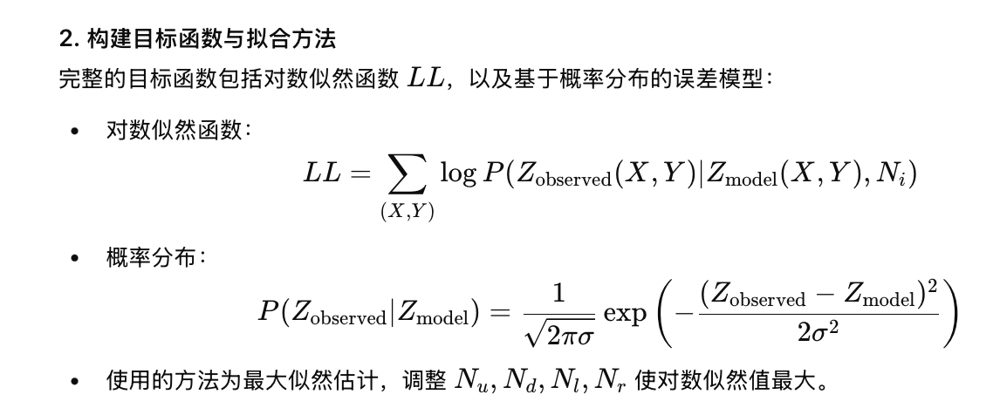 2. 构建目标函数与拟合方法
完整的目标函数包括对数似然函数 $LL$，以及基于概率分布的误差模型：
• 对数似然函数：
$LL = \sum_{(X,Y)} \log P(Z_{\text{observed}}(X,Y)|Z_{\text{model}}(X,Y), N_i)$
• 概率分布：
$P(Z_{\text{observed}}|Z_{\text{model}}) = \frac{1}{\sqrt{2\pi\sigma}} \exp\left(-\frac{(Z_{\text{observed}} - Z_{\text{model}})^2}{2\sigma^2}\right)$
• 使用的方法为最大似然估计，调整 $N_u, N_d, N_l, N_r$ 使对数似然值最大。